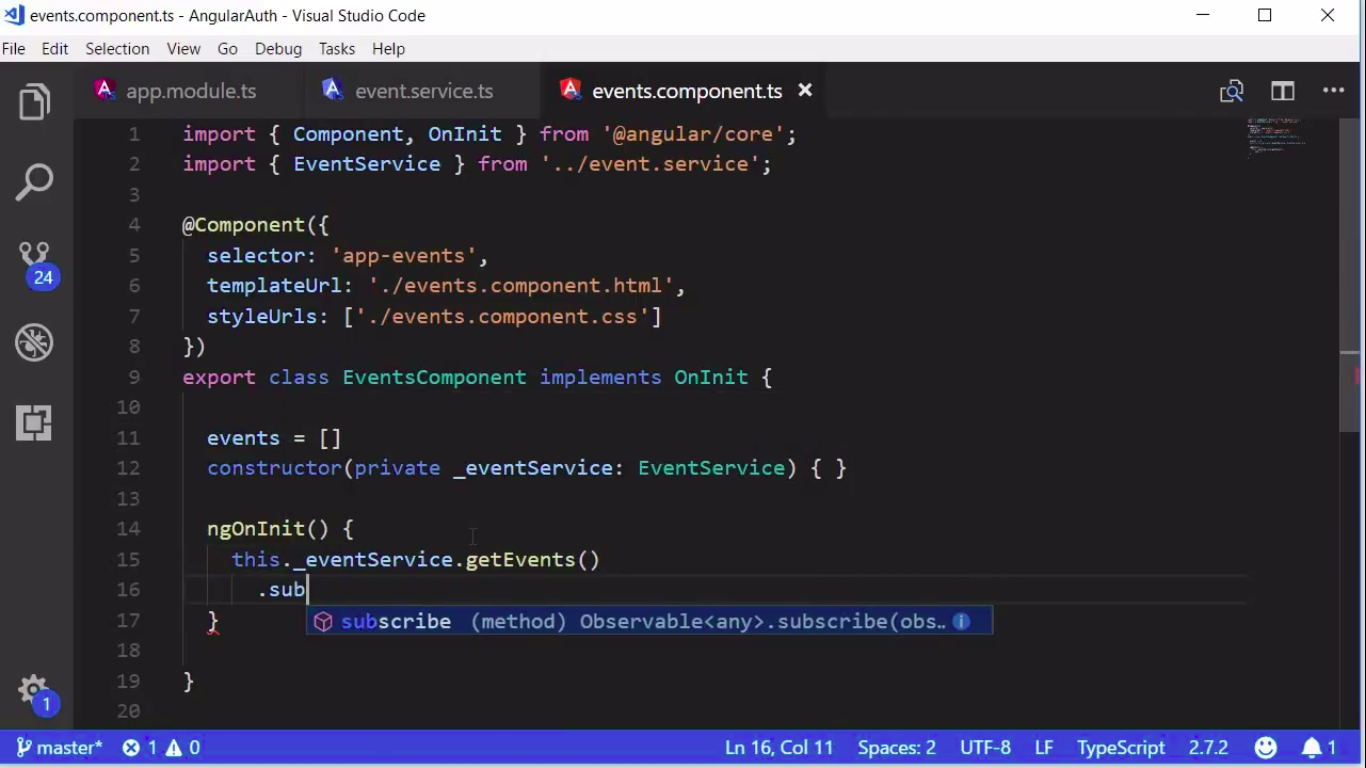 events.component.ts - AngularAuth - Visual Studio Code
File Edit Selection View Go Debug Tasks Help
app.module.ts event.service.ts events.component.ts
1 import { Component, OnInit } from '@angular/core';
2 import { EventService } from '../event.service';
3
4 @Component({
5 selector: 'app-events',
6 templateUrl: './events.component.html',
7 styleUrls: ['./events.component.css']
8 })
9 export class EventsComponent implements OnInit {
10
11 events = []
12 constructor(private _eventService: EventService) { }
13
14 ngOnInit() {
15 this._eventService.getEvents()
16 .sub
17 }
subscribe (method) Observable<any>.subscribe(obs…
18
19 }
20
24
1
master* 1 0 Ln 16, Col 11 Spaces: 2 UTF-8 LF TypeScript 2.7.2 1